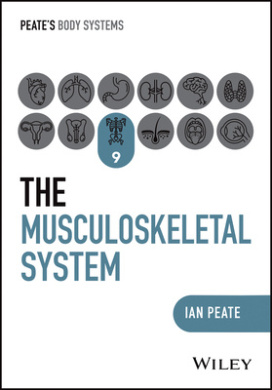 PEATE'S BODY SYSTEMS
9
THE
MUSCULOSKELETAL
SYSTEM
IAN PEATE
WILEY